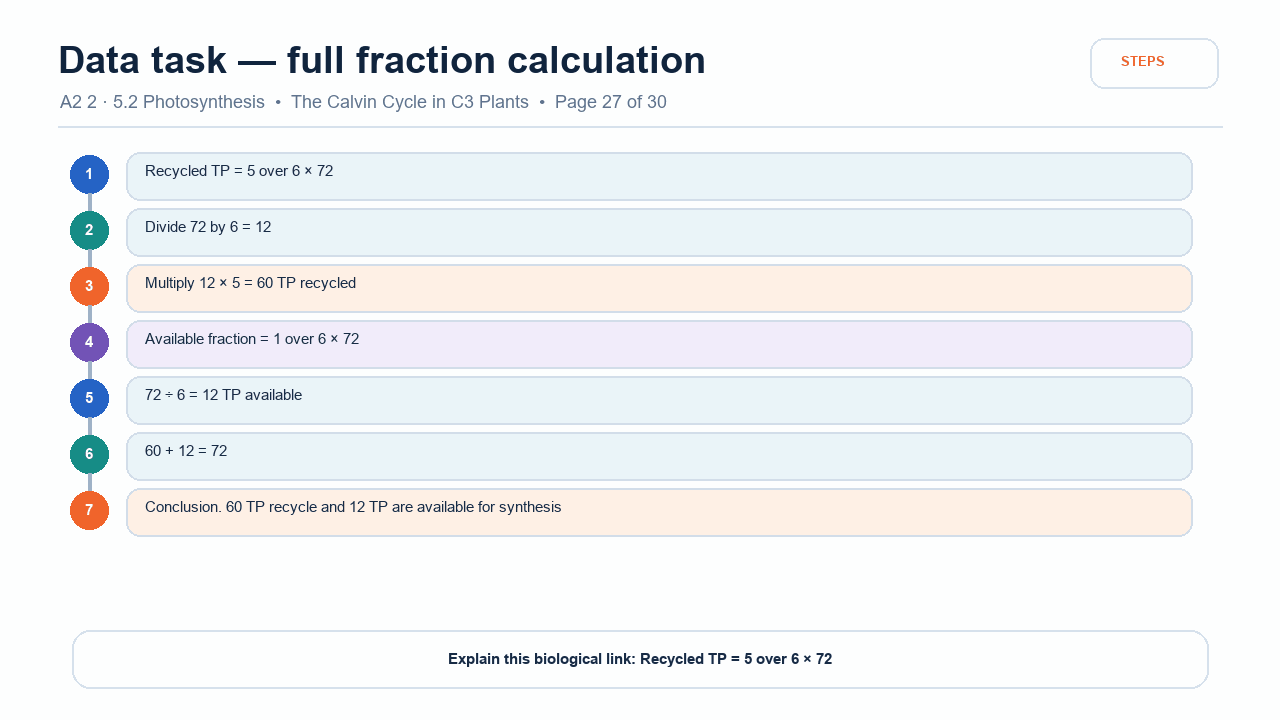 Data task — full fraction calculation
STEPS
A2 2 · 5.2 Photosynthesis • The Calvin Cycle in C3 Plants • Page 27 of 30
1 Recycled TP = 5 over 6 × 72
2 Divide 72 by 6 = 12
3 Multiply 12 × 5 = 60 TP recycled
4 Available fraction = 1 over 6 × 72
5 72 ÷ 6 = 12 TP available
6 60 + 12 = 72
7 Conclusion. 60 TP recycle and 12 TP are available for synthesis
Explain this biological link: Recycled TP = 5 over 6 × 72